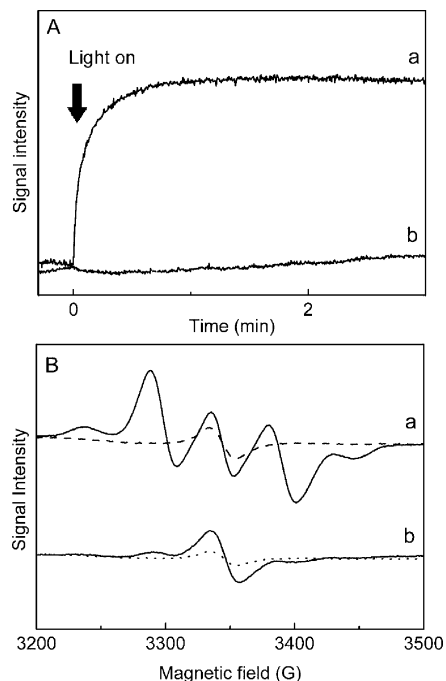 A
Light on
a
b
Signal intensity
0 2
Time (min)
B
a
b
Signal Intensity
3200 3300 3400 3500
Magnetic field (G)